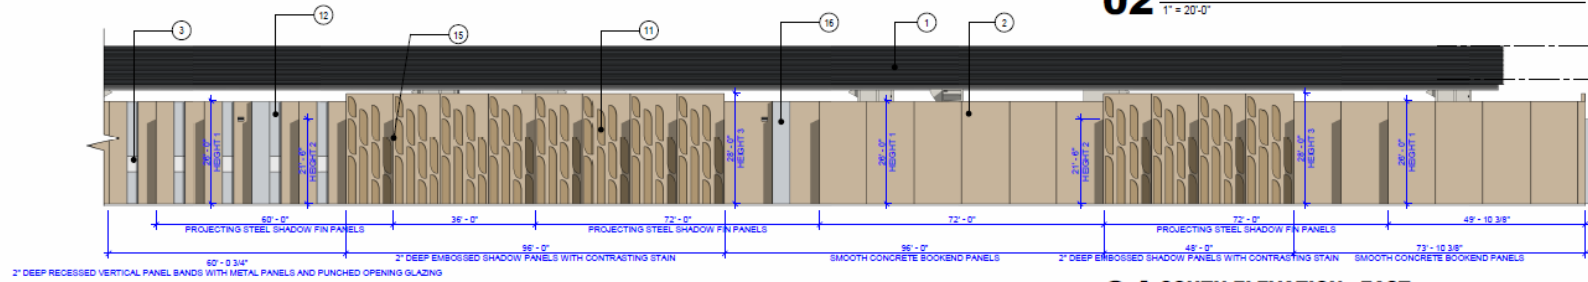 02
1" = 20'-0"
12
3
15
11
16
1
2
26' - 0"
HEIGHT 1
21' - 6"
HEIGHT 2
28' - 0"
HEIGHT 3
26' - 0"
HEIGHT 1
21' - 6"
HEIGHT 2
28' - 0"
HEIGHT 3
26' - 0"
HEIGHT 1
60' - 0"
36' - 0"
72' - 0"
72' - 0"
72' - 0"
49' - 10 3/8"
PROJECTING STEEL SHADOW FIN PANELS
PROJECTING STEEL SHADOW FIN PANELS
PROJECTING STEEL SHADOW FIN PANELS
60' - 0 3/4"
96' - 0"
96' - 0"
48' - 0"
73' - 10 3/8"
2" DEEP EMBOSSED SHADOW PANELS WITH CONTRASTING STAIN
SMOOTH CONCRETE BOOKEND PANELS
2" DEEP EMBOSSED SHADOW PANELS WITH CONTRASTING STAIN
SMOOTH CONCRETE BOOKEND PANELS
2" DEEP RECESSED VERTICAL PANEL BANDS WITH METAL PANELS AND PUNCHED OPENING GLAZING